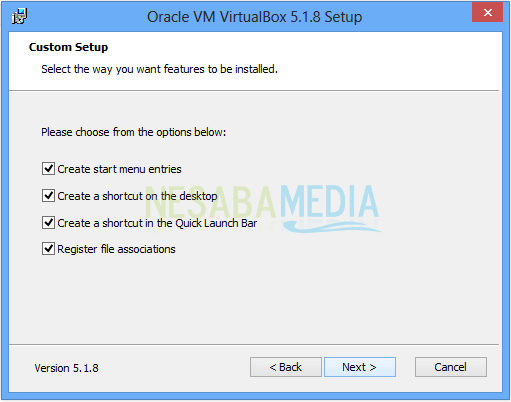 Oracle VM VirtualBox 5.1.8 Setup
Custom Setup
Select the way you want features to be installed.
Please choose from the options below:
Create start menu entries
Create a shortcut on the desktop
NESABAMEDIA
Create a shortcut in the Quick Launch Bar
Register file associations
Version 5.1.8
< Back
Next >
Cancel